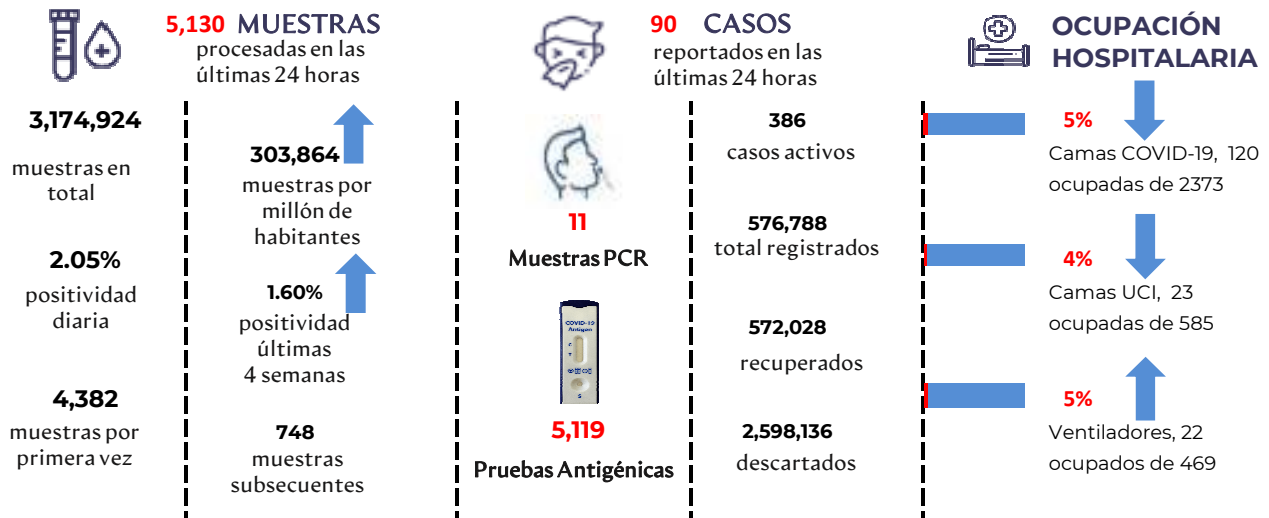 5,130 MUESTRAS
procesadas en las
últimas 24 horas
3,174,924
muestras en
total
2.05%
positividad
diaria
4,382
muestras por
primera vez
303,864
muestras por
millón de
habitantes
1.60%
positividad
últimas
4 semanas
748
muestras
subsecuentes
90 CASOS
reportados en las
últimas 24 horas
11
Muestras PCR
COVID-19
Antigen
C
T
S
5,119
Pruebas Antigénicas
386
casos activos
576,788
total registrados
572,028
recuperados
2,598,136
descartados
OCUPACIÓN
HOSPITALARIA
5%
Camas COVID-19, 120
ocupadas de 2373
4%
Camas UCI, 23
ocupadas de 585
5%
Ventiladores, 22
ocupados de 469